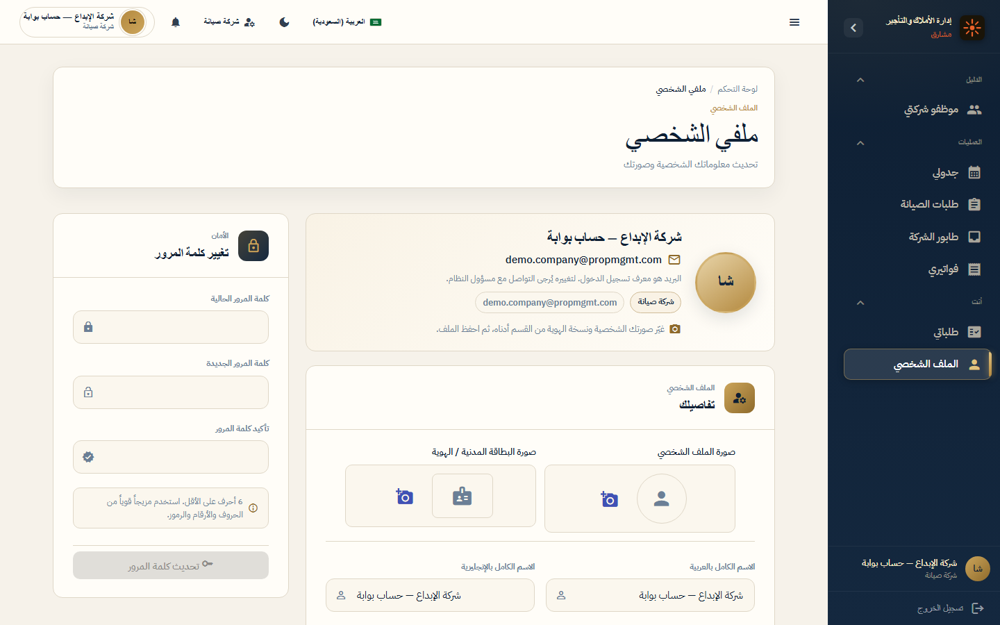 إدارة الأملاك والتأجير
مشارق
الدليل
موظفو شركتي
العمليات
جدولي
طلبات الصيانة
طابور الشركة
فواتيري
أنت
طلباتي
الملف الشخصي
شركة الإبداع — حساب بوابة
شركة صيانة
تسجيل الخروج
العربية (السعودية)
شركة صيانة
شا
شركة الإبداع — حساب بوابة
شركة صيانة
لوحة التحكم / ملفي الشخصي
الملف الشخصي
ملفي الشخصي
تحديث معلوماتك الشخصية وصورتك
شا
شركة الإبداع — حساب بوابة
demo.company@propmgmt.com
البريد هو معرف تسجيل الدخول. لتغييره يُرجى التواصل مع مسؤول النظام.
شركة صيانة
demo.company@propmgmt.com
غيّر صورتك الشخصية ونسخة الهوية من القسم أدناه، ثم احفظ الملف.
الملف الشخصي
تفاصيلك
صورة الملف الشخصي
صورة البطاقة المدنية / الهوية
الاسم الكامل بالعربية
شركة الإبداع — حساب بوابة
الاسم الكامل بالإنجليزية
شركة الإبداع — حساب بوابة
الأمان
تغيير كلمة المرور
كلمة المرور الحالية
كلمة المرور الجديدة
تأكيد كلمة المرور
6 أحرف على الأقل. استخدم مزيجاً قوياً من
الحروف والأرقام والرموز.
تحديث كلمة المرور
شا